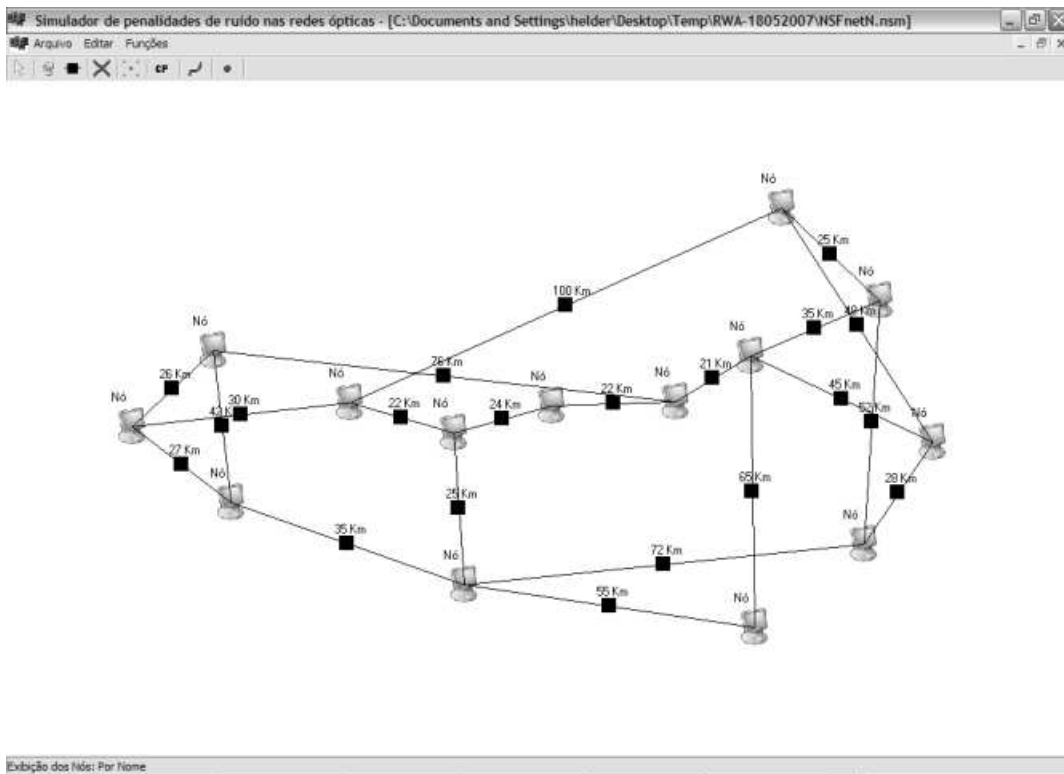 Simulador de penalidades de ruído nas redes ópticas - [C:\Documents and Settings\helder\Desktop\Temp\RWA-18052007\NSFnetN.nsm]
Arquivo Editar Funções
CP
Nó
25 Km
Nó
100 Km
35 Km
Nó
Nó
76 Km
21 Km
26 Km
Nó
Nó
Nó
22 Km
45 Km
Nó
30 Km
22 Km
Nó
24 Km
52 Km
Nó
27 Km
Nó
65 Km
28 Km
25 Km
Nó
35 Km
Nó
72 Km
55 Km
Nó
Exibição dos Nós: Por Nome